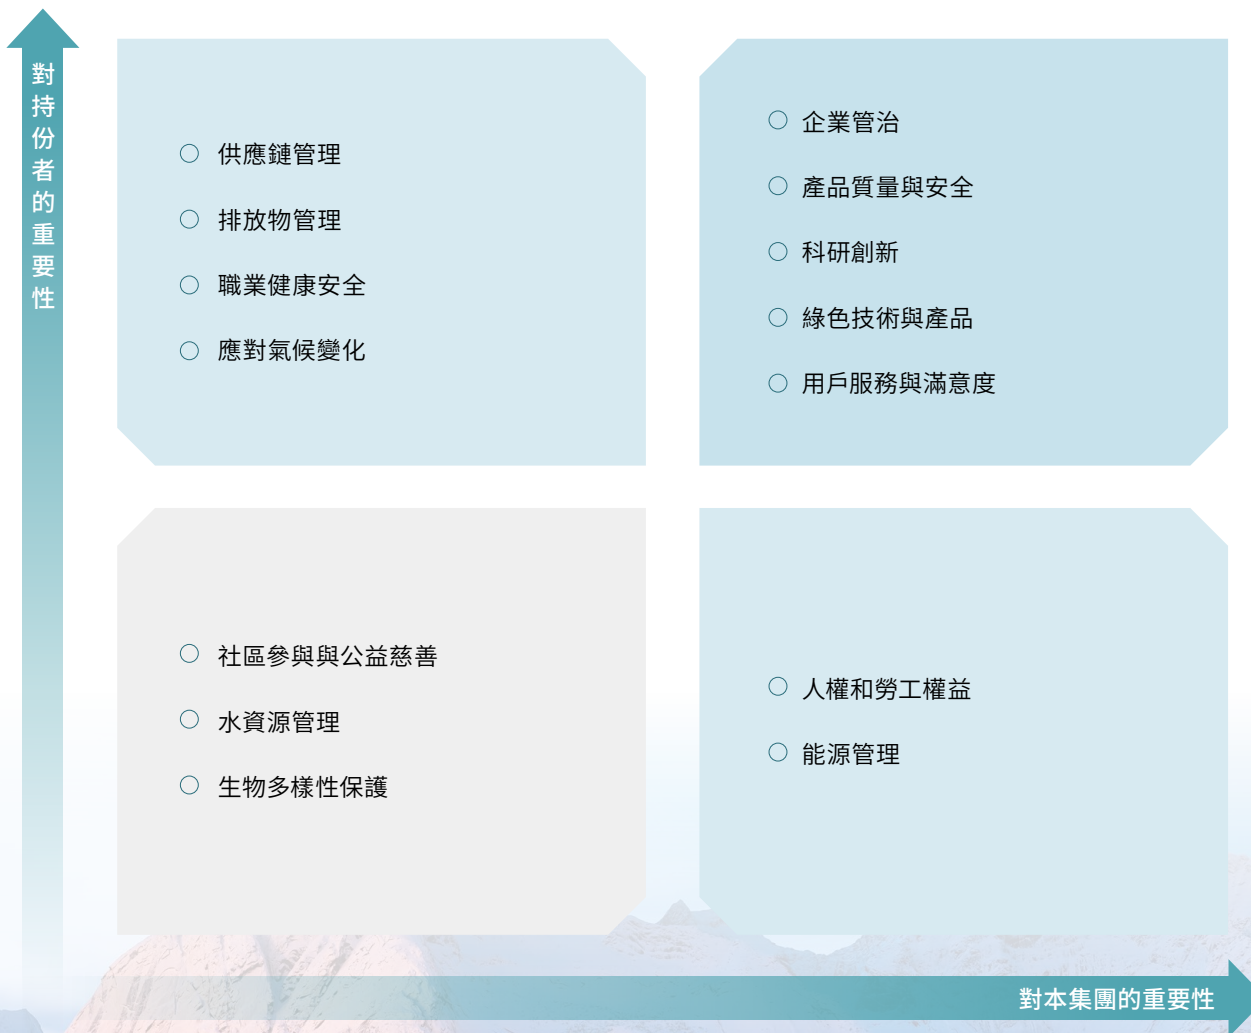 對持份者的重要性
供應鏈管理
排放物管理
職業健康安全
應對氣候變化
企業管治
產品質量與安全
科研創新
綠色技術與產品
用戶服務與滿意度
社區參與與公益慈善
水資源管理
生物多樣性保護
人權和勞工權益
能源管理
對本集團的重要性